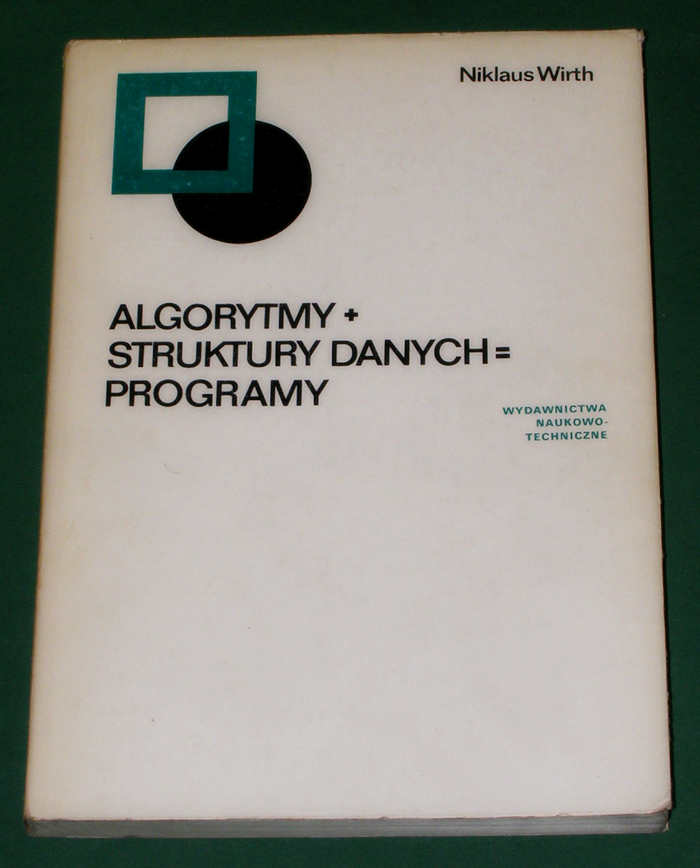 Niklaus Wirth
ALGORYTMY +
STRUKTURY DANYCH =
PROGRAMY
WYDAWNICTWA
NAUKOWO-
TECHNICZNE